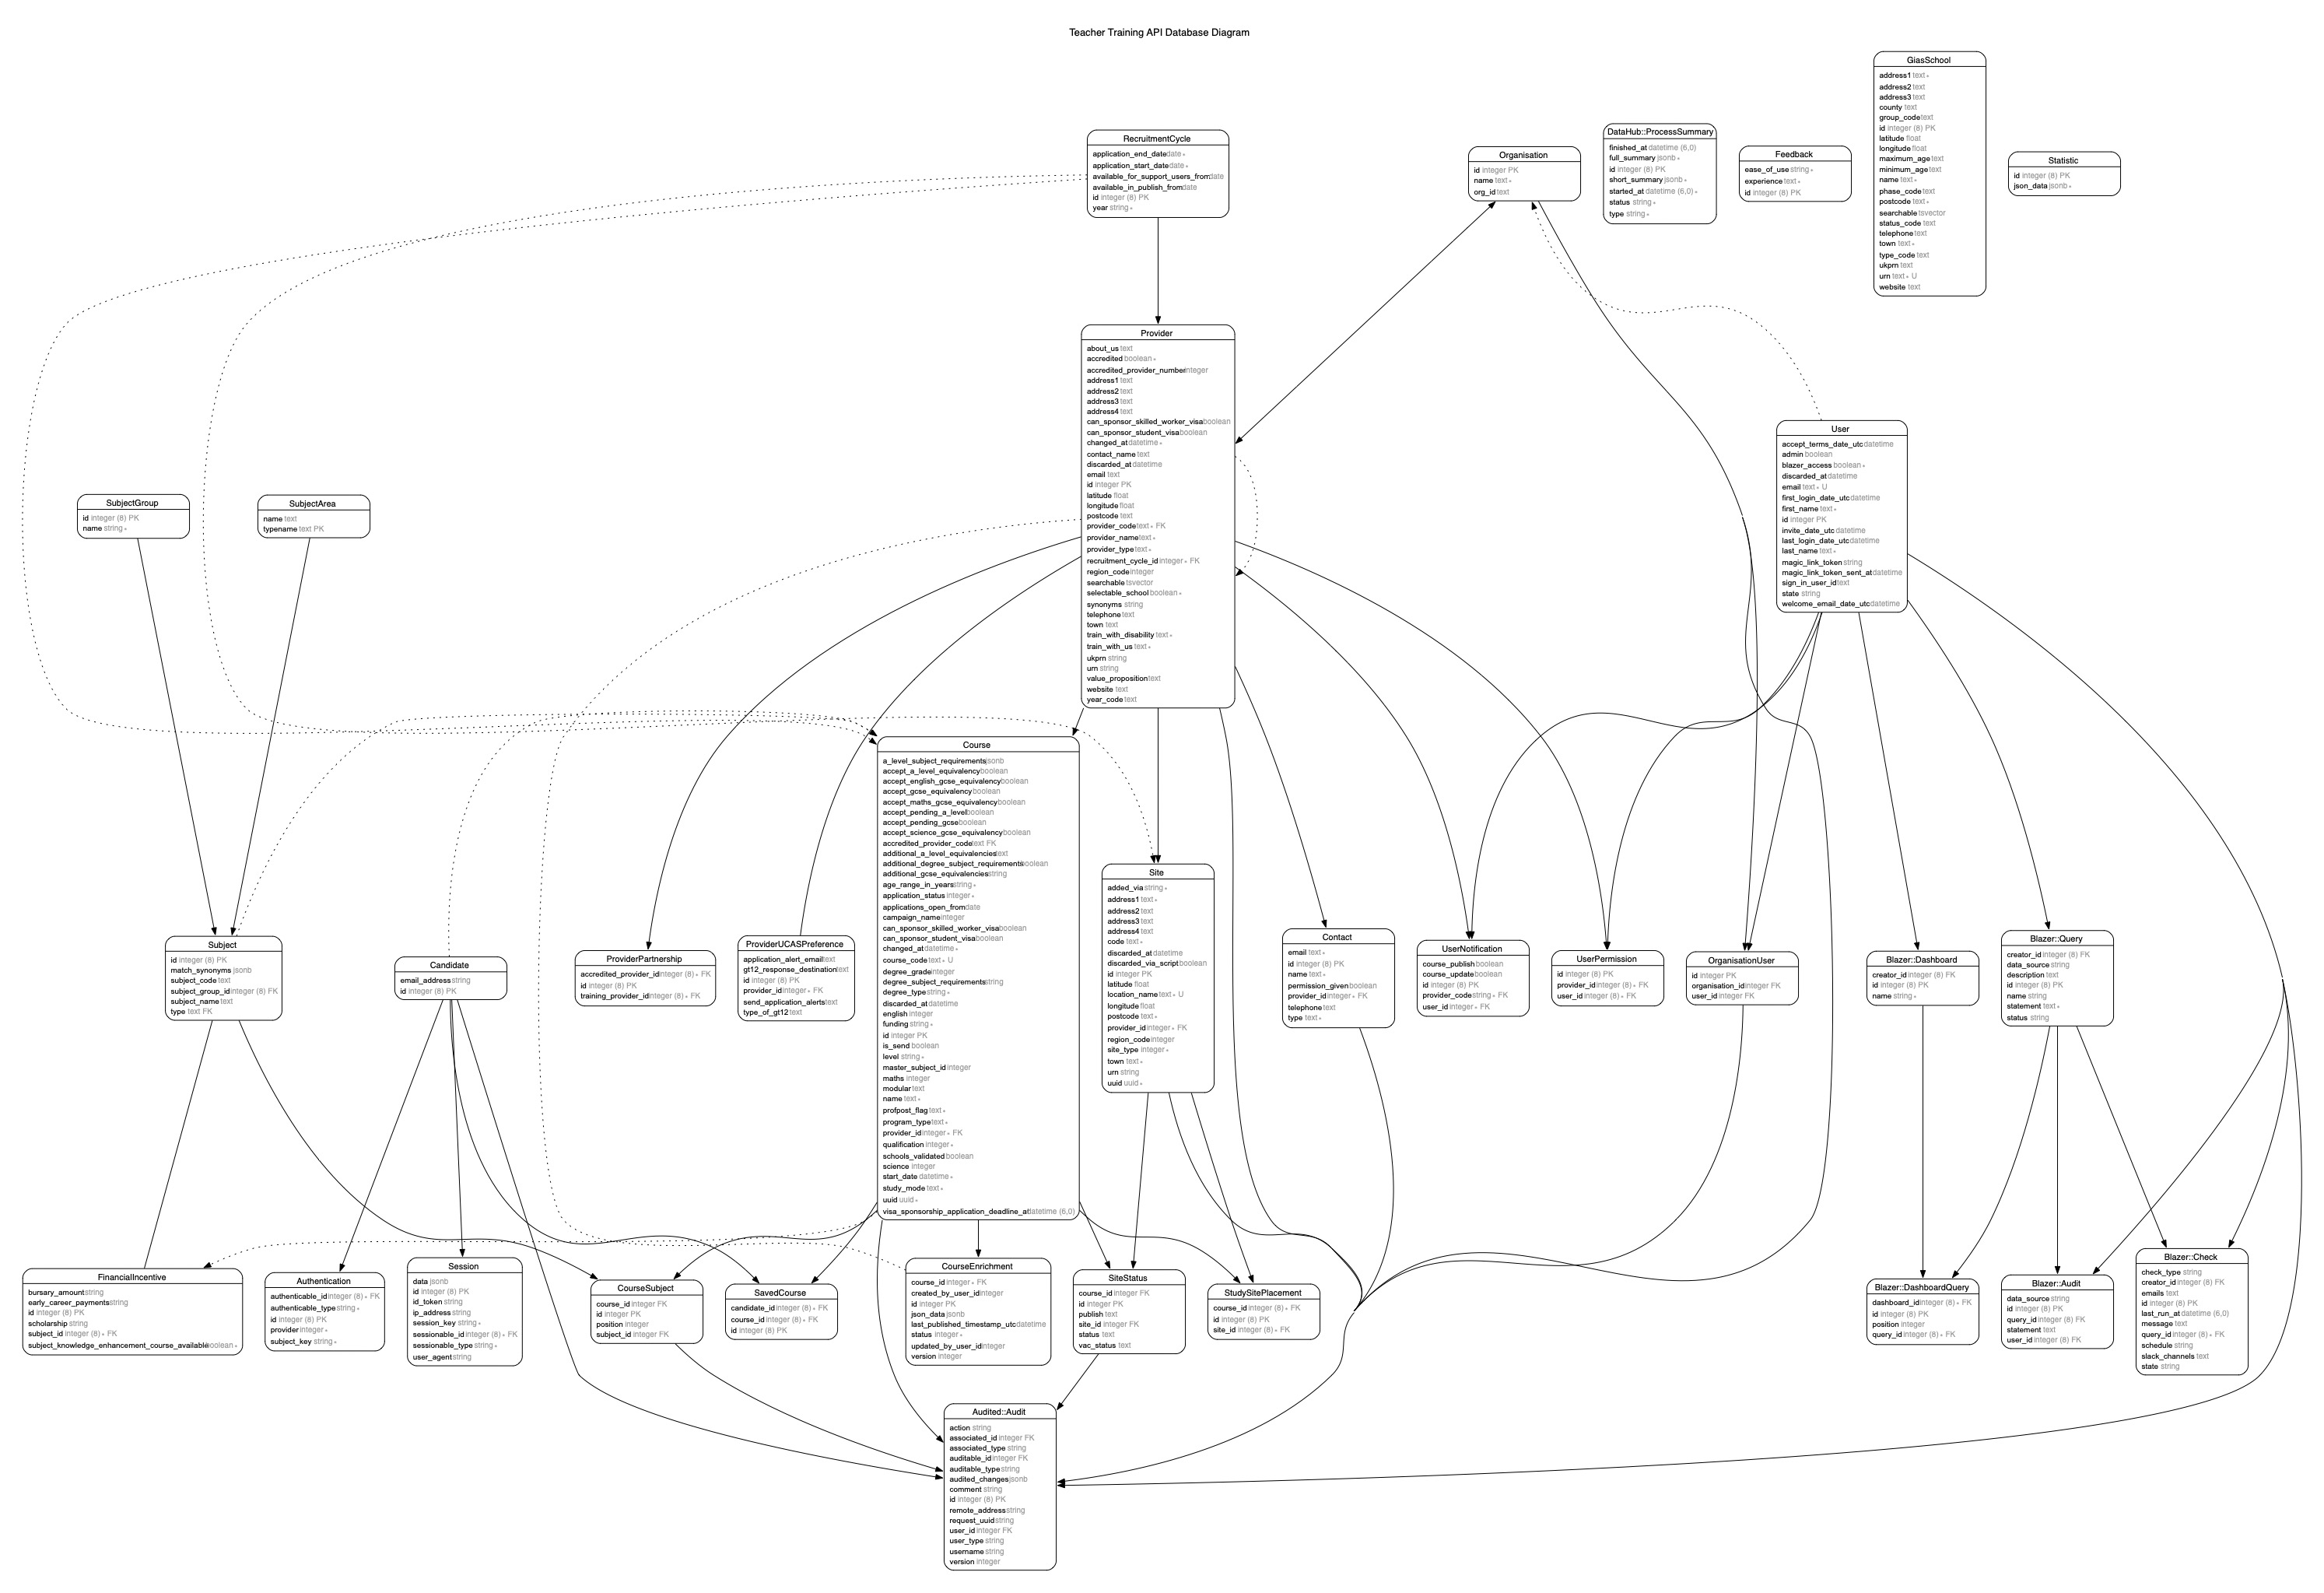 Teacher Training API Database Diagram
GiasSchool
address1 text ∗
address2 text
address3 text
county text
group_code text
id integer (8) PK
latitude float
longitude float
maximum_age text
minimum_age text
name text ∗
phase_code text
postcode text ∗
searchable tsvector
status_code text
telephone text
town text ∗
type_code text
ukprn text
urn text ∗ U
website text
RecruitmentCycle
application_end_date date ∗
application_start_date date ∗
available_for_support_users_from date
available_in_publish_from date
id integer (8) PK
year string ∗
Organisation
id integer PK
name text ∗
org_id text
DataHub::ProcessSummary
finished_at datetime (6,0)
full_summary jsonb ∗
id integer (8) PK
short_summary jsonb ∗
started_at datetime (6,0) ∗
status string ∗
type string ∗
Feedback
ease_of_use string ∗
experience text ∗
id integer (8) PK
Statistic
id integer (8) PK
json_data jsonb ∗
Provider
about_us text
accredited boolean ∗
accredited_provider_number integer
address1 text
address2 text
address3 text
address4 text
can_sponsor_skilled_worker_visa boolean
can_sponsor_student_visa boolean
changed_at datetime ∗
contact_name text
discarded_at datetime
email text
id integer PK
latitude float
longitude float
postcode text
provider_code text ∗ FK
provider_name text ∗
provider_type text ∗
recruitment_cycle_id integer ∗ FK
region_code integer
searchable tsvector
selectable_school boolean ∗
synonyms string
telephone text
town text
train_with_disability text ∗
train_with_us text ∗
ukprn string
urn string
value_proposition text
website text
year_code text
User
accept_terms_date_utc datetime
admin boolean
blazer_access boolean ∗
discarded_at datetime
email text ∗ U
first_login_date_utc datetime
first_name text ∗
id integer PK
invite_date_utc datetime
last_login_date_utc datetime
last_name text ∗
magic_link_token string
magic_link_token_sent_at datetime
sign_in_user_id text
state string
welcome_email_date_utc datetime
SubjectGroup
id integer (8) PK
name string ∗
SubjectArea
name text
typename text PK
Course
a_level_subject_requirements jsonb
accept_a_level_equivalency boolean
accept_english_gcse_equivalency boolean
accept_gcse_equivalency boolean
accept_maths_gcse_equivalency boolean
accept_pending_a_level boolean
accept_pending_gcse boolean
accept_science_gcse_equivalency boolean
accredited_provider_code text FK
additional_a_level_equivalencies text
additional_degree_subject_requirements boolean
additional_gcse_equivalencies string
age_range_in_years string ∗
application_status integer ∗
applications_open_from date
campaign_name integer
can_sponsor_skilled_worker_visa boolean
can_sponsor_student_visa boolean
changed_at datetime ∗
course_code text ∗ U
degree_grade integer
degree_subject_requirements string
degree_type string ∗
discarded_at datetime
english integer
funding string ∗
id integer PK
is_send boolean
level string ∗
master_subject_id integer
maths integer
modular text
name text ∗
profpost_flag text ∗
program_type text ∗
provider_id integer ∗ FK
qualification integer ∗
schools_validated boolean
science integer
start_date datetime ∗
study_mode text ∗
uuid uuid ∗
visa_sponsorship_application_deadline_at datetime (6,0)
Site
added_via string ∗
address1 text ∗
address2 text
address3 text
address4 text
code text ∗
discarded_at datetime
discarded_via_script boolean
id integer PK
latitude float
location_name text ∗ U
longitude float
postcode text ∗
provider_id integer ∗ FK
region_code integer
site_type integer ∗
town text ∗
urn string
uuid uuid ∗
Subject
id integer (8) PK
match_synonyms jsonb
subject_code text
subject_group_id integer (8) FK
subject_name text
type text FK
Candidate
email_address string
id integer (8) PK
ProviderPartnership
accredited_provider_id integer (8) ∗ FK
id integer (8) PK
training_provider_id integer (8) ∗ FK
ProviderUCASPreference
application_alert_email text
gt12_response_destination text
id integer (8) PK
provider_id integer ∗ FK
send_application_alerts text
type_of_gt12 text
Contact
email text ∗
id integer (8) PK
name text ∗
permission_given boolean
provider_id integer ∗ FK
telephone text
type text ∗
UserNotification
course_publish boolean
course_update boolean
id integer (8) PK
provider_code string ∗ FK
user_id integer ∗ FK
UserPermission
id integer (8) PK
provider_id integer (8) ∗ FK
user_id integer (8) ∗ FK
OrganisationUser
id integer PK
organisation_id integer FK
user_id integer FK
Blazer::Dashboard
creator_id integer (8) FK
id integer (8) PK
name string ∗
Blazer::Query
creator_id integer (8) FK
data_source string
description text
id integer (8) PK
name string
statement text ∗
status string
FinancialIncentive
bursary_amount string
early_career_payments string
id integer (8) PK
scholarship string
subject_id integer (8) ∗ FK
subject_knowledge_enhancement_course_available boolean ∗
Authentication
authenticable_id integer (8) ∗ FK
authenticable_type string ∗
id integer (8) PK
provider integer ∗
subject_key string ∗
Session
data jsonb
id integer (8) PK
id_token string
ip_address string
session_key string ∗
sessionable_id integer (8) ∗ FK
sessionable_type string ∗
user_agent string
CourseSubject
course_id integer FK
id integer PK
position integer
subject_id integer FK
SavedCourse
candidate_id integer (8) ∗ FK
course_id integer (8) ∗ FK
id integer (8) PK
CourseEnrichment
course_id integer ∗ FK
created_by_user_id integer
id integer PK
json_data jsonb
last_published_timestamp_utc datetime
status integer ∗
updated_by_user_id integer
version integer
SiteStatus
course_id integer FK
id integer PK
publish text
site_id integer FK
status text
vac_status text
StudySitePlacement
course_id integer (8) ∗ FK
id integer (8) PK
site_id integer (8) ∗ FK
Blazer::DashboardQuery
dashboard_id integer (8) ∗ FK
id integer (8) PK
position integer
query_id integer (8) ∗ FK
Blazer::Audit
data_source string
id integer (8) PK
query_id integer (8) FK
statement text
user_id integer (8) FK
Blazer::Check
check_type string
creator_id integer (8) FK
emails text
id integer (8) PK
last_run_at datetime (6,0)
message text
query_id integer (8) ∗ FK
schedule string
slack_channels text
state string
Audited::Audit
action string
associated_id integer FK
associated_type string
auditable_id integer FK
auditable_type string
audited_changes jsonb
comment string
id integer (8) PK
remote_address string
request_uuid string
user_id integer FK
user_type string
username string
version integer